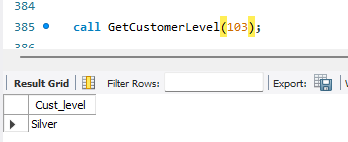 384
385 call GetCustomerLevel(103);
386
Result Grid Filter Rows: Export:
Cust_level
Silver